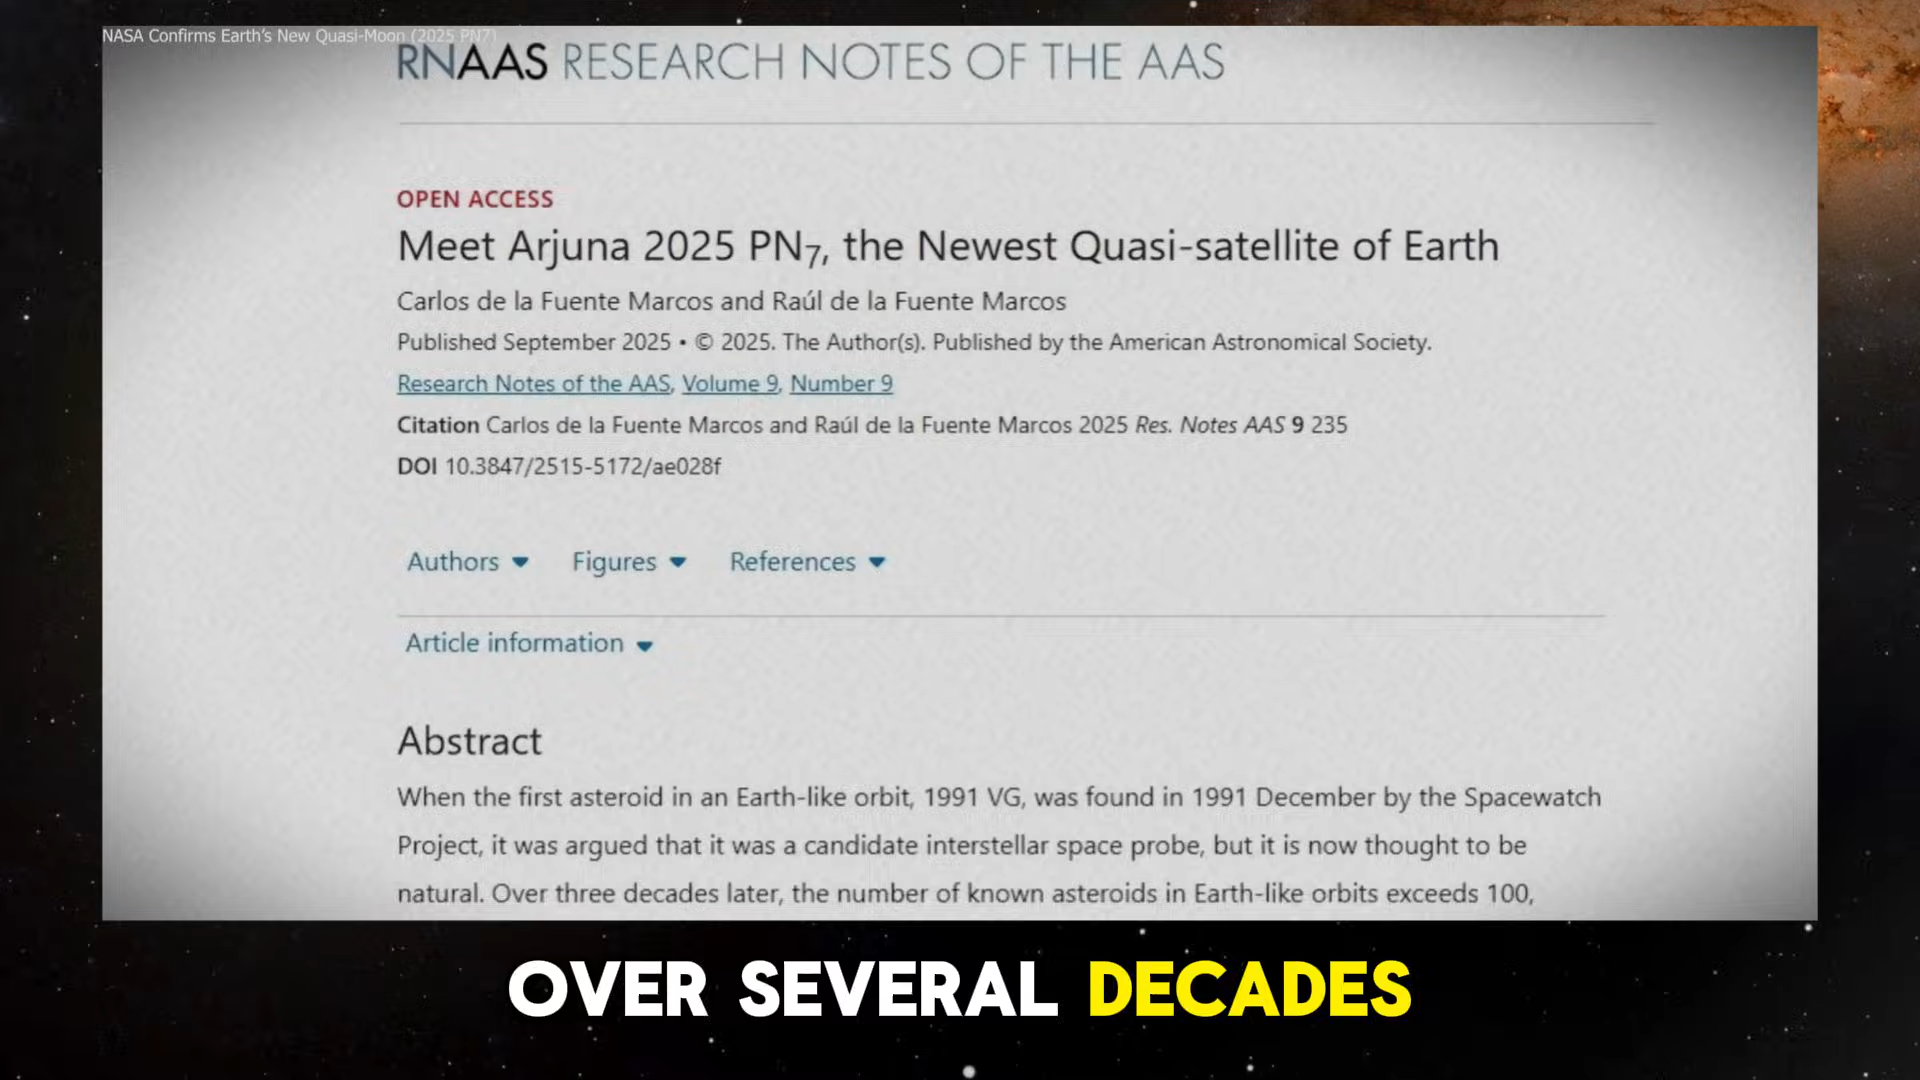 NASA Confirms Earth's New Quasi-Moon (2025 PN7)
RNAAS RESEARCH NOTES OF THE AAS
OPEN ACCESS
Meet Arjuna 2025 PN₇, the Newest Quasi-satellite of Earth
Carlos de la Fuente Marcos and Raúl de la Fuente Marcos
Published September 2025 • © 2025. The Author(s). Published by the American Astronomical Society.
Research Notes of the AAS, Volume 9, Number 9
Citation Carlos de la Fuente Marcos and Raúl de la Fuente Marcos 2025 Res. Notes AAS 9 235
DOI 10.3847/2515-5172/ae028f
Authors Figures References
Article information
Abstract
When the first asteroid in an Earth-like orbit, 1991 VG, was found in 1991 December by the Spacewatch
Project, it was argued that it was a candidate interstellar space probe, but it is now thought to be
natural. Over three decades later, the number of known asteroids in Earth-like orbits exceeds 100,
OVER SEVERAL DECADES